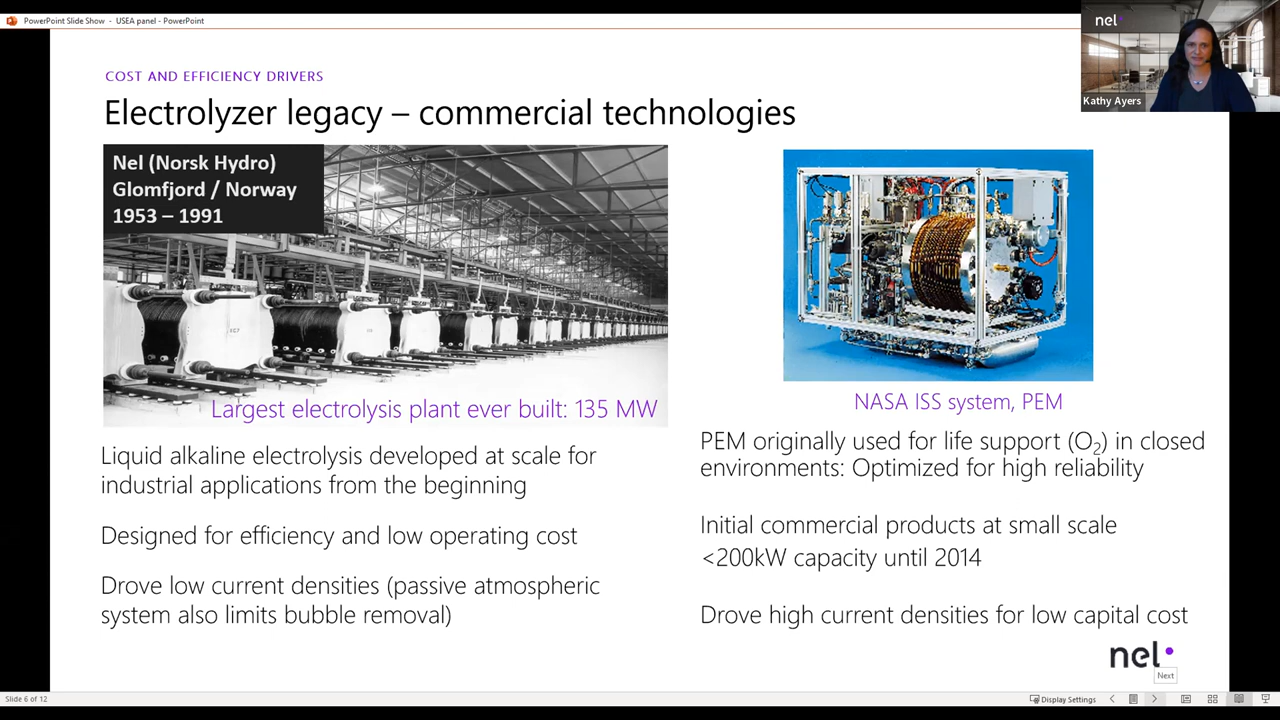 PowerPoint Slide Show - USEA panel - PowerPoint
nel
Kathy Ayers
COST AND EFFICIENCY DRIVERS
Electrolyzer legacy – commercial technologies
Nel (Norsk Hydro)
Glomfjord / Norway
1953 – 1991
Largest electrolysis plant ever built: 135 MW
Liquid alkaline electrolysis developed at scale for
industrial applications from the beginning
Designed for efficiency and low operating cost
Drove low current densities (passive atmospheric
system also limits bubble removal)
NASA ISS system, PEM
PEM originally used for life support (O₂) in closed
environments: Optimized for high reliability
Initial commercial products at small scale
<200kW capacity until 2014
Drove high current densities for low capital cost
nel
Next
Slide 6 of 12
Display Settings